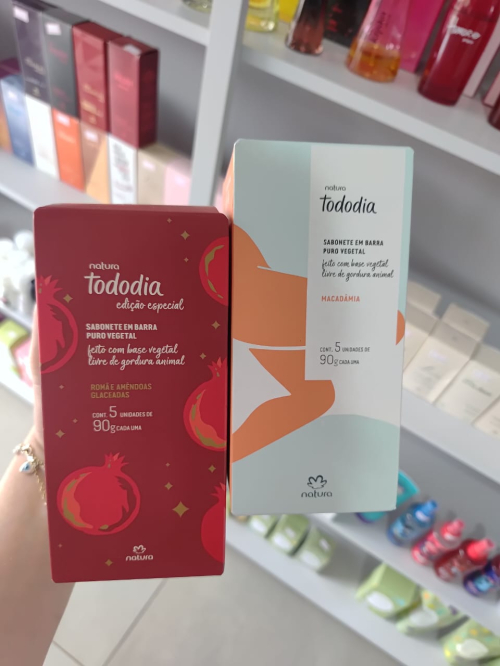 natura
tododia
edição especial
SABONETE EM BARRA
PURO VEGETAL
feito com base vegetal
livre de gordura animal
ROMÃ E AMÊNDOAS
GLACEADAS
CONT. 5 UNIDADES DE
90g CADA UMA
natura
natura
tododia
SABONETE EM BARRA
PURO VEGETAL
feito com base vegetal
livre de gordura animal
MACADÂMIA
CONT. 5 UNIDADES DE
90g CADA UMA
natura